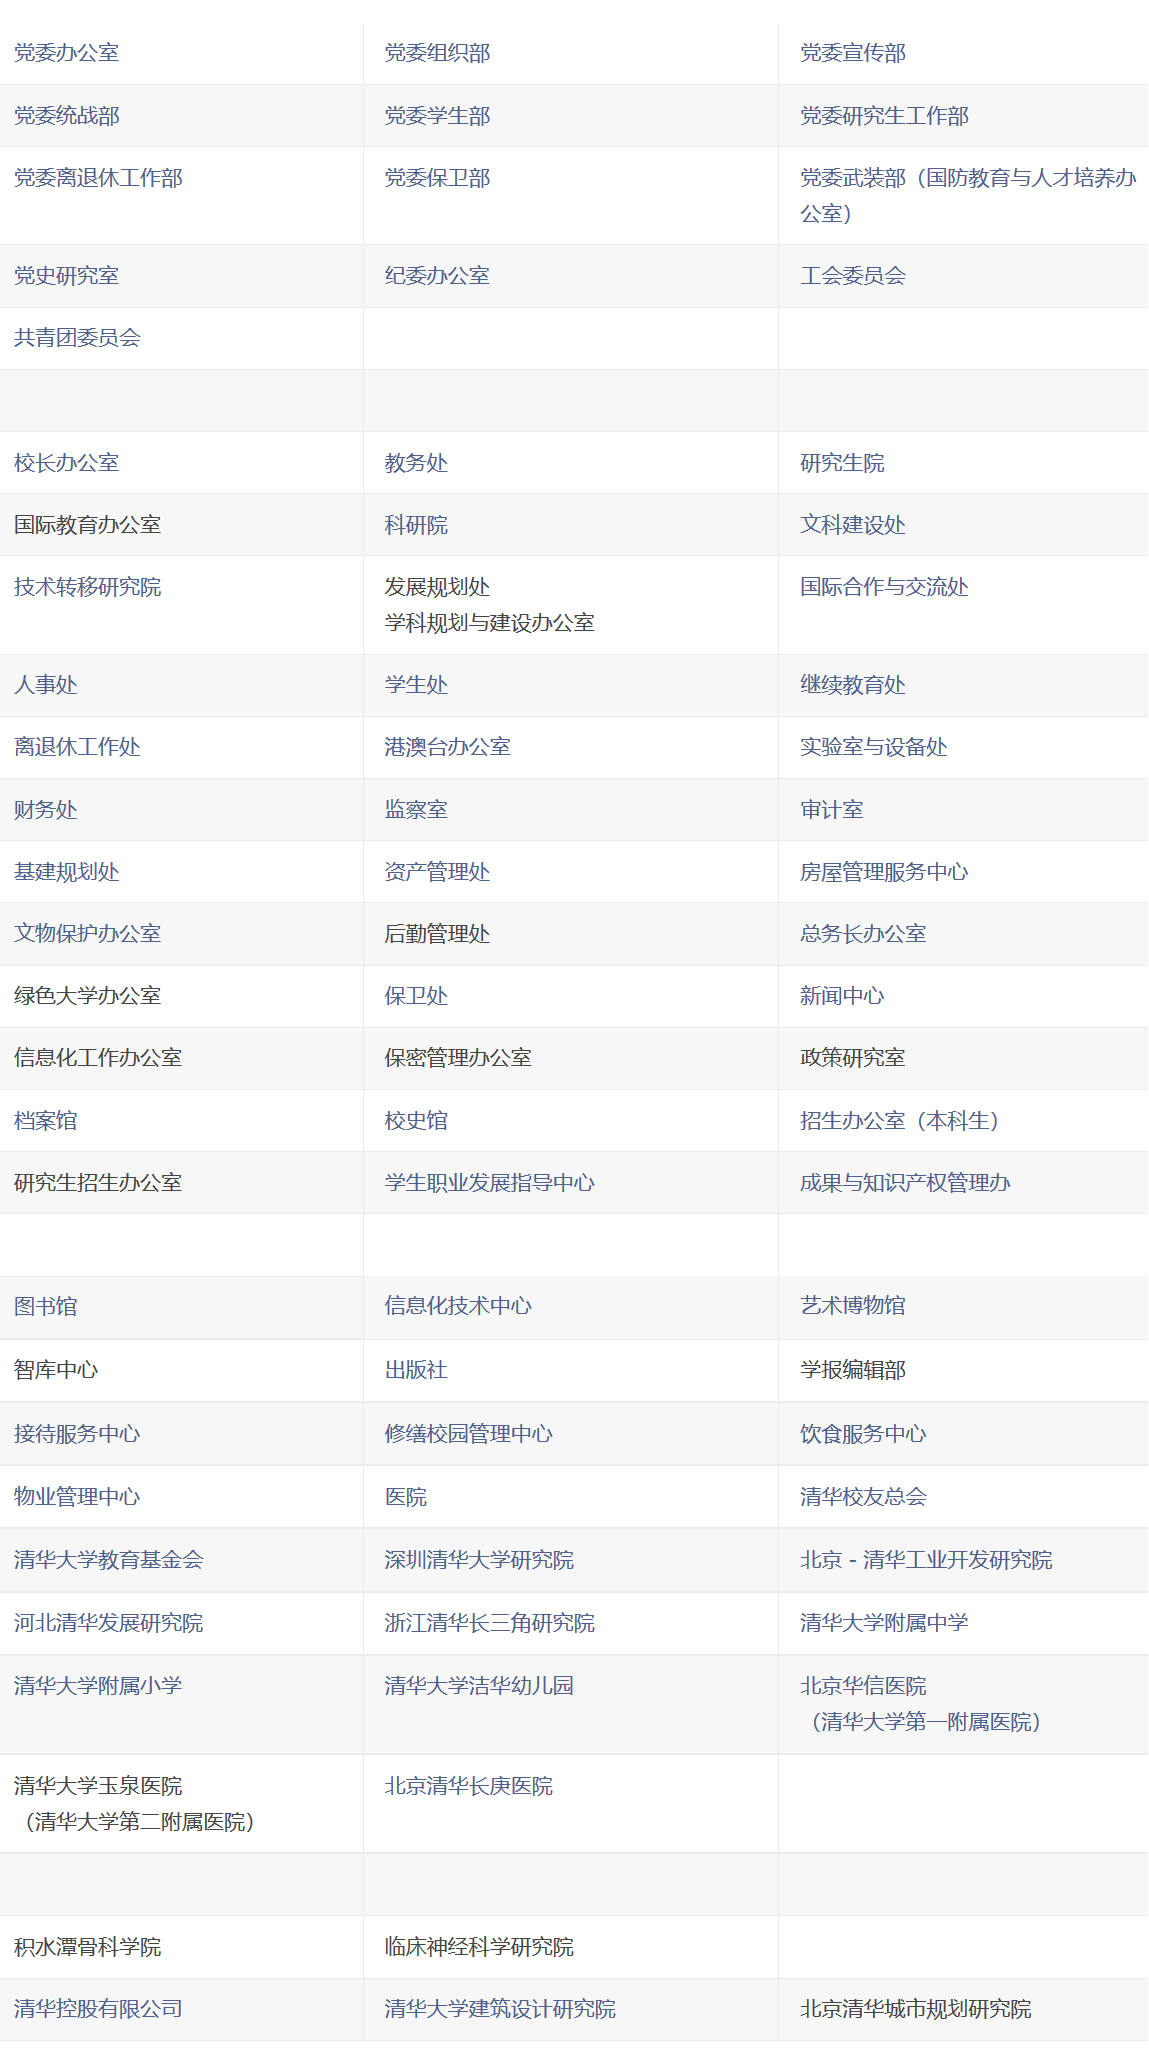 党委办公室
党委组织部
党委宣传部
党委统战部
党委学生部
党委研究生工作部
党委离退休工作部
党委保卫部
党委武装部（国防教育与人才培养办
公室）
党史研究室
纪委办公室
工会委员会
共青团委员会
校长办公室
教务处
研究生院
国际教育办公室
科研院
文科建设处
技术转移研究院
发展规划处
学科规划与建设办公室
国际合作与交流处
人事处
学生处
继续教育处
离退休工作处
港澳台办公室
实验室与设备处
财务处
监察室
审计室
基建规划处
资产管理处
房屋管理服务中心
文物保护办公室
后勤管理处
总务长办公室
绿色大学办公室
保卫处
新闻中心
信息化工作办公室
保密管理办公室
政策研究室
档案馆
校史馆
招生办公室（本科生）
研究生招生办公室
学生职业发展指导中心
成果与知识产权管理办
图书馆
信息化技术中心
艺术博物馆
智库中心
出版社
学报编辑部
接待服务中心
修缮校园管理中心
饮食服务中心
物业管理中心
医院
清华校友总会
清华大学教育基金会
深圳清华大学研究院
北京－清华工业开发研究院
河北清华发展研究院
浙江清华长三角研究院
清华大学附属中学
清华大学附属小学
清华大学洁华幼儿园
北京华信医院
（清华大学第一附属医院）
清华大学玉泉医院
（清华大学第二附属医院）
北京清华长庚医院
积水潭骨科学院
临床神经科学研究院
清华控股有限公司
清华大学建筑设计研究院
北京清华城市规划研究院